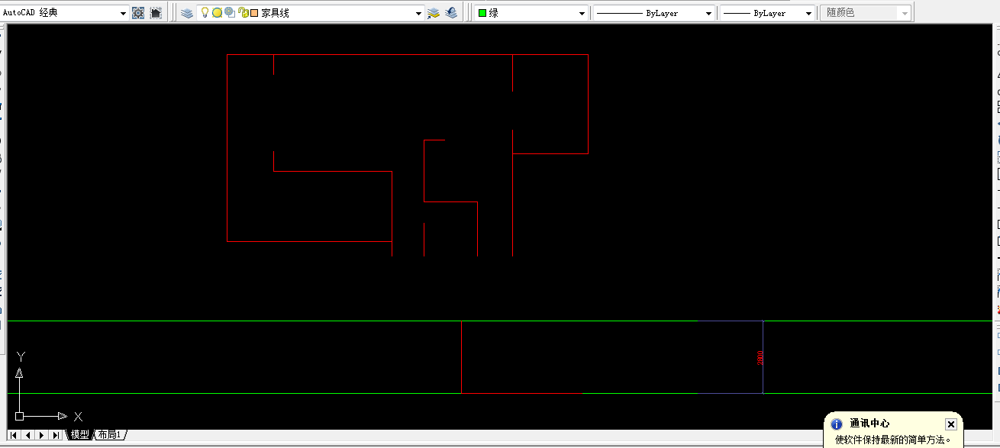 AutoCAD 经典
家具线
绿
ByLayer
ByLayer
随颜色
2800
Y
X
模型
布局1
通讯中心
使软件保持最新的简单方法。